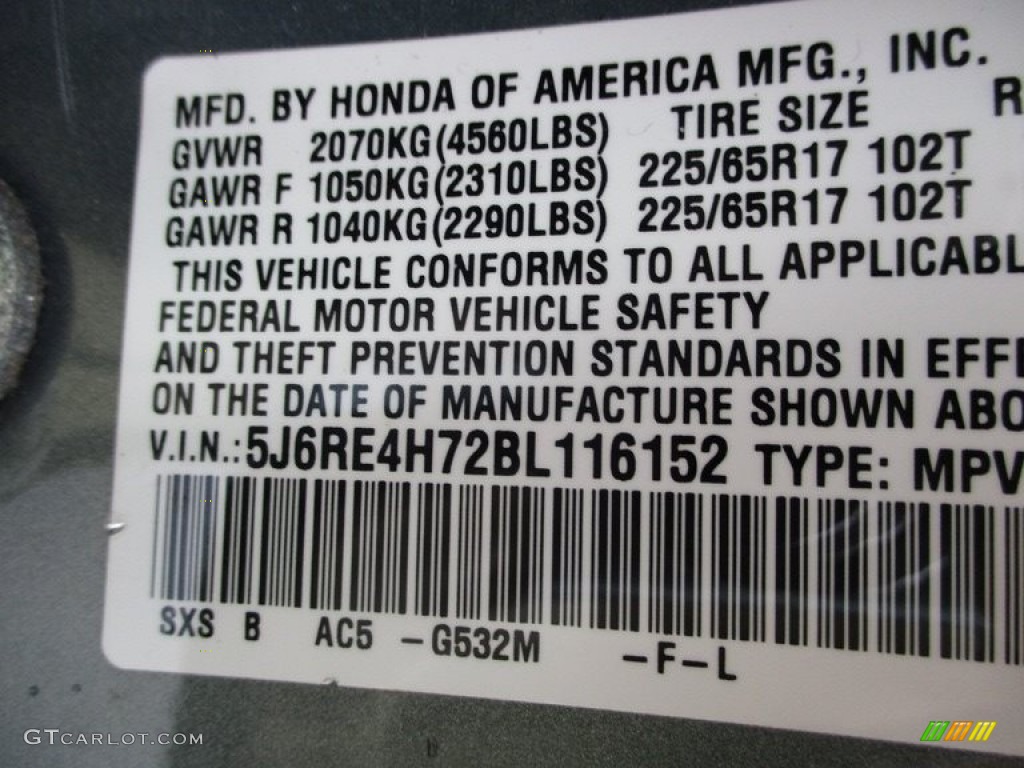 MFD. BY HONDA OF AMERICA MFG., INC.
GVWR 2070KG(4560LBS) TIRE SIZE R
GAWR F 1050KG(2310LBS) 225/65R17 102T
GAWR R 1040KG(2290LBS) 225/65R17 102T
THIS VEHICLE CONFORMS TO ALL APPLICABL
FEDERAL MOTOR VEHICLE SAFETY
AND THEFT PREVENTION STANDARDS IN EFFE
ON THE DATE OF MANUFACTURE SHOWN ABO
V.I.N.: 5J6RE4H72BL116152 TYPE: MPV
SXS B AC5 -G532M -F-L
GTCARLOT.COM